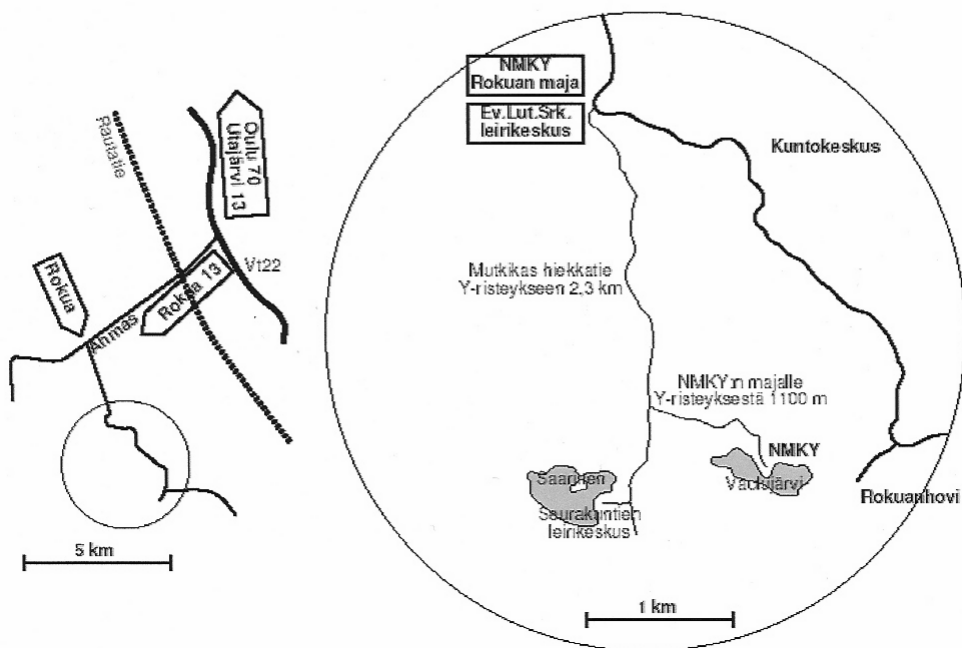 Rautatie
Oulu 70
Utajärvi 13
Vt22
Rokua 13
Rokua
Ahmas
5 km
NMKY
Rokuan maja
Ev.Lut.Srk.
leirikeskus
Kuntokeskus
Mutkikas hiekkatie
Y-risteykseen 2,3 km
NMKY:n majalle
Y-risteyksestä 1100 m
NMKY
Saarinen
Seurakuntien
leirikeskus
Rokuanhovi
1 km